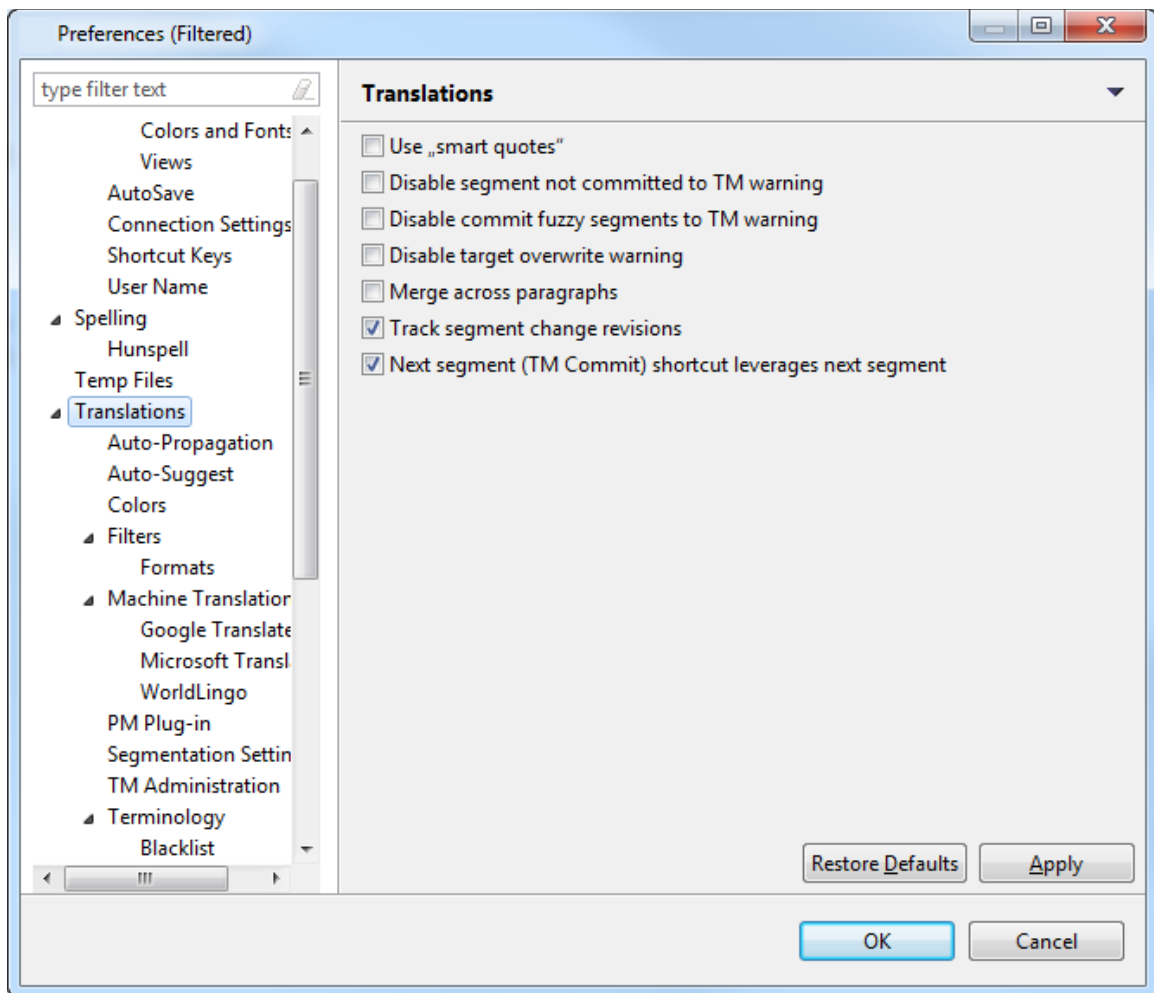 Preferences (Filtered)
type filter text
Colors and Fonts
Views
AutoSave
Connection Settings
Shortcut Keys
User Name
Spelling
Hunspell
Temp Files
Translations
Auto-Propagation
Auto-Suggest
Colors
Filters
Formats
Machine Translation
Google Translate
Microsoft Transl
WorldLingo
PM Plug-in
Segmentation Settin
TM Administration
Terminology
Blacklist
Translations
Use „smart quotes“
Disable segment not committed to TM warning
Disable commit fuzzy segments to TM warning
Disable target overwrite warning
Merge across paragraphs
Track segment change revisions
Next segment (TM Commit) shortcut leverages next segment
Restore Defaults
Apply
OK
Cancel